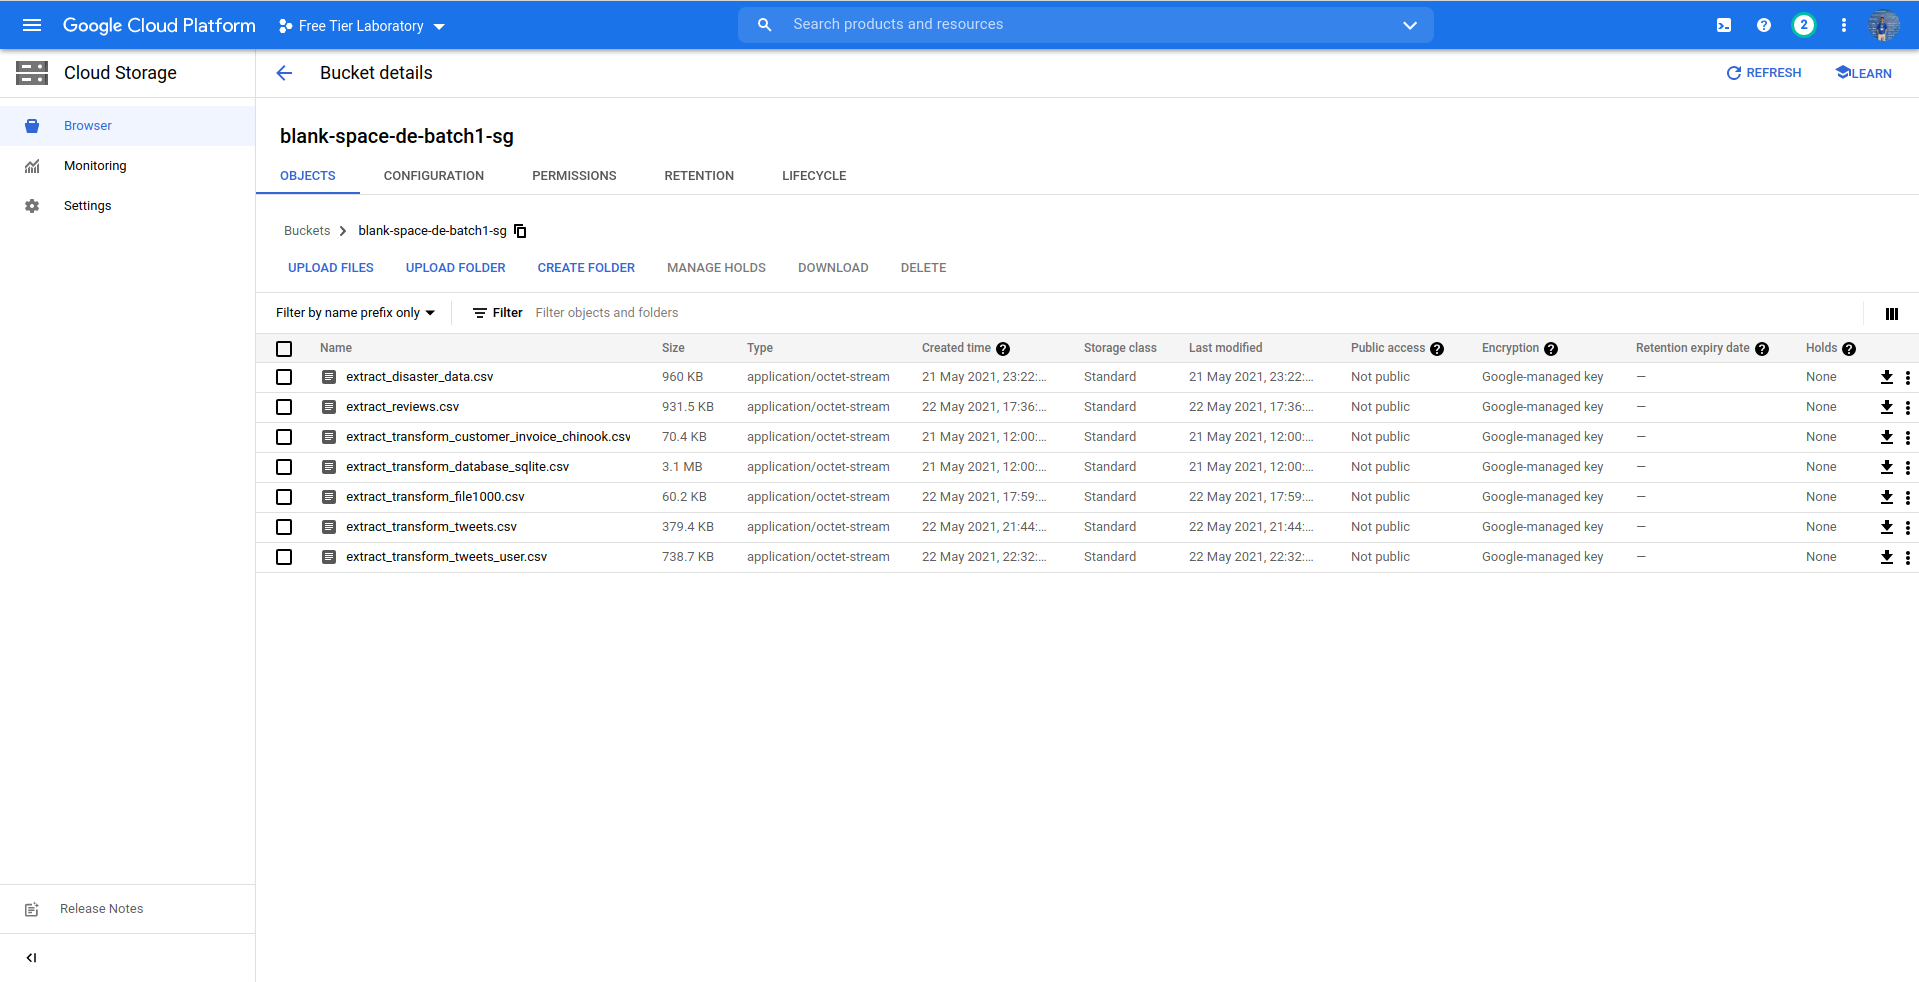 Google Cloud Platform Free Tier Laboratory Search products and resources 2
Cloud Storage Bucket details REFRESH LEARN
Browser
Monitoring
Settings
blank-space-de-batch1-sg
OBJECTS CONFIGURATION PERMISSIONS RETENTION LIFECYCLE
Buckets > blank-space-de-batch1-sg
UPLOAD FILES UPLOAD FOLDER CREATE FOLDER MANAGE HOLDS DOWNLOAD DELETE
Filter by name prefix only Filter Filter objects and folders
Name Size Type Created time ? Storage class Last modified Public access ? Encryption ? Retention expiry date ? Holds ?
extract_disaster_data.csv 960 KB application/octet-stream 21 May 2021, 23:22:... Standard 21 May 2021, 23:22:... Not public Google-managed key — None
extract_reviews.csv 931.5 KB application/octet-stream 22 May 2021, 17:36:... Standard 22 May 2021, 17:36:... Not public Google-managed key — None
extract_transform_customer_invoice_chinook.csv 70.4 KB application/octet-stream 21 May 2021, 12:00:... Standard 21 May 2021, 12:00:... Not public Google-managed key — None
extract_transform_database_sqlite.csv 3.1 MB application/octet-stream 21 May 2021, 12:00:... Standard 21 May 2021, 12:00:... Not public Google-managed key — None
extract_transform_file1000.csv 60.2 KB application/octet-stream 22 May 2021, 17:59:... Standard 22 May 2021, 17:59:... Not public Google-managed key — None
extract_transform_tweets.csv 379.4 KB application/octet-stream 22 May 2021, 21:44:... Standard 22 May 2021, 21:44:... Not public Google-managed key — None
extract_transform_tweets_user.csv 738.7 KB application/octet-stream 22 May 2021, 22:32:... Standard 22 May 2021, 22:32:... Not public Google-managed key — None
Release Notes